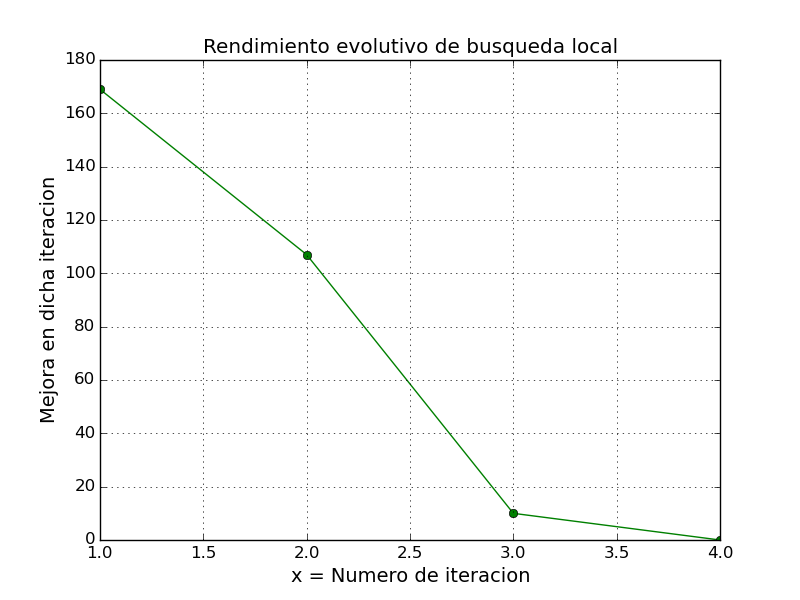 Rendimiento evolutivo de busqueda local
180
160
140
120
100
80
60
40
20
0
Mejora en dicha iteracion
1.0 1.5 2.0 2.5 3.0 3.5 4.0
x = Numero de iteracion